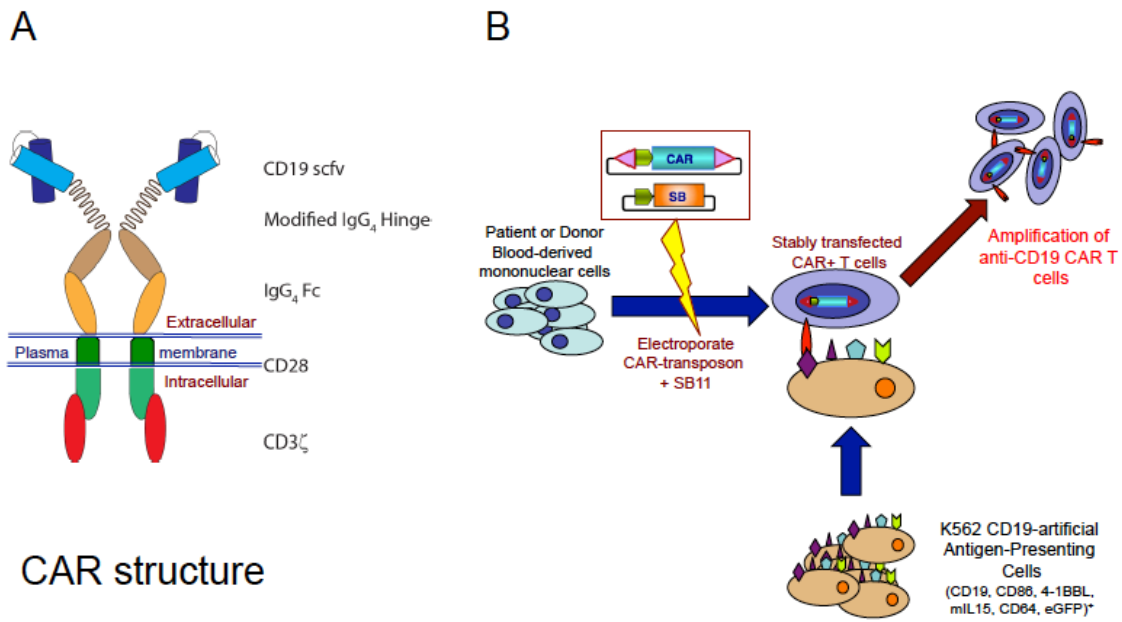 A
CD19 scfv
Modified IgG4 Hinge
IgG4 Fc
Extracellular
Plasma membrane
CD28
Intracellular
CD3ζ
CAR structure
B
CAR
SB
Patient or Donor
Blood-derived
mononuclear cells
Electroporate
CAR-transposon
+ SB11
Stably transfected
CAR+ T cells
Amplification of
anti-CD19 CAR T
cells
K562 CD19-artificial
Antigen-Presenting
Cells
(CD19, CD86, 4-1BBL,
mIL15, CD64, eGFP)+